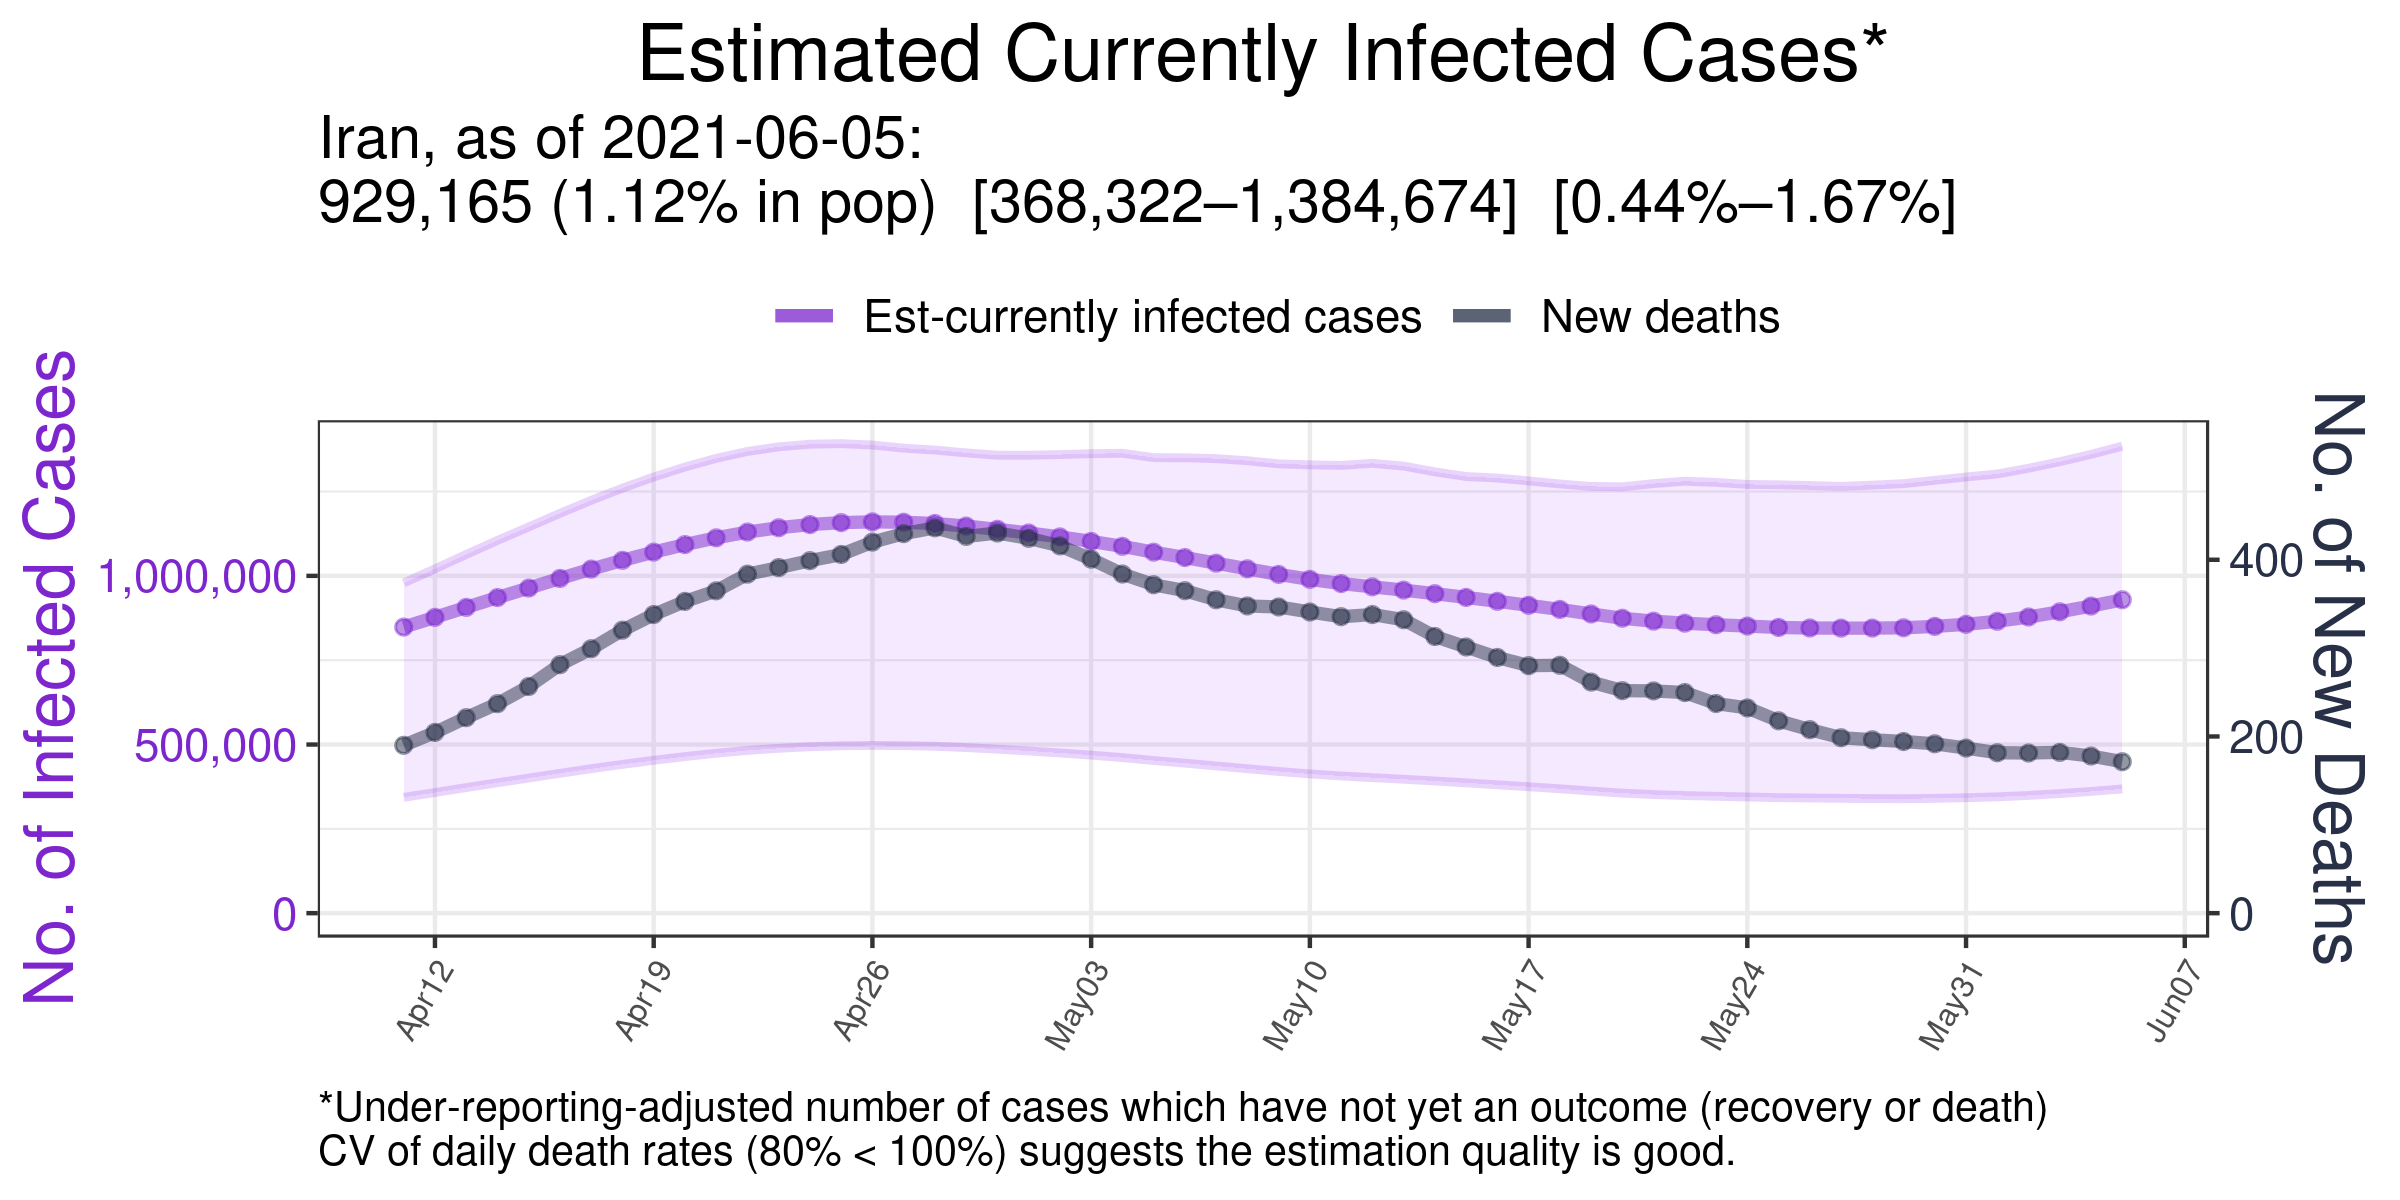 Estimated Currently Infected Cases*
Iran, as of 2021-06-05:
929,165 (1.12% in pop)  [368,322–1,384,674]  [0.44%–1.67%]
Est-currently infected cases
New deaths
No. of Infected Cases
1,000,000
500,000
0
No. of New Deaths
400
200
0
Apr12
Apr19
Apr26
May03
May10
May17
May24
May31
Jun07
*Under-reporting-adjusted number of cases which have not yet an outcome (recovery or death)
CV of daily death rates (80% < 100%) suggests the estimation quality is good.